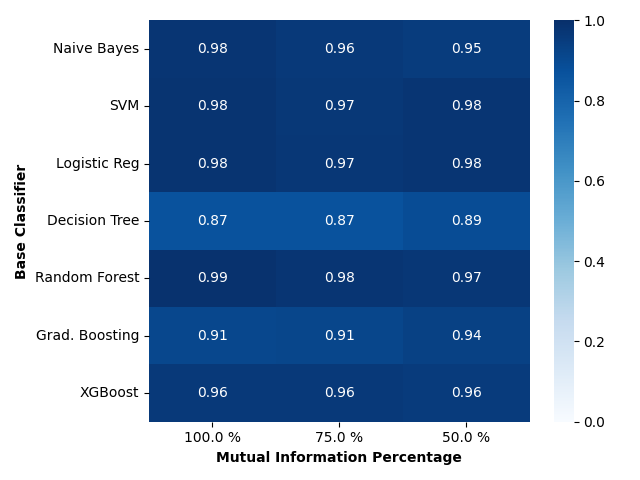 Base Classifier
Naive Bayes 0.98 0.96 0.95
SVM 0.98 0.97 0.98
Logistic Reg 0.98 0.97 0.98
Decision Tree 0.87 0.87 0.89
Random Forest 0.99 0.98 0.97
Grad. Boosting 0.91 0.91 0.94
XGBoost 0.96 0.96 0.96
100.0 % 75.0 % 50.0 %
Mutual Information Percentage
1.0
0.8
0.6
0.4
0.2
0.0